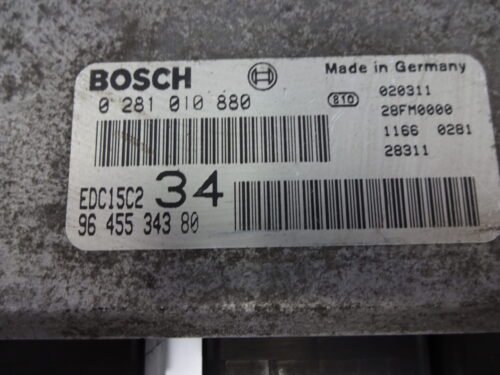 BOSCH
Made in Germany
0 281 010 880
810
020311
28FM0000
1166 0281
28311
EDC15C2 34
96 455 343 80